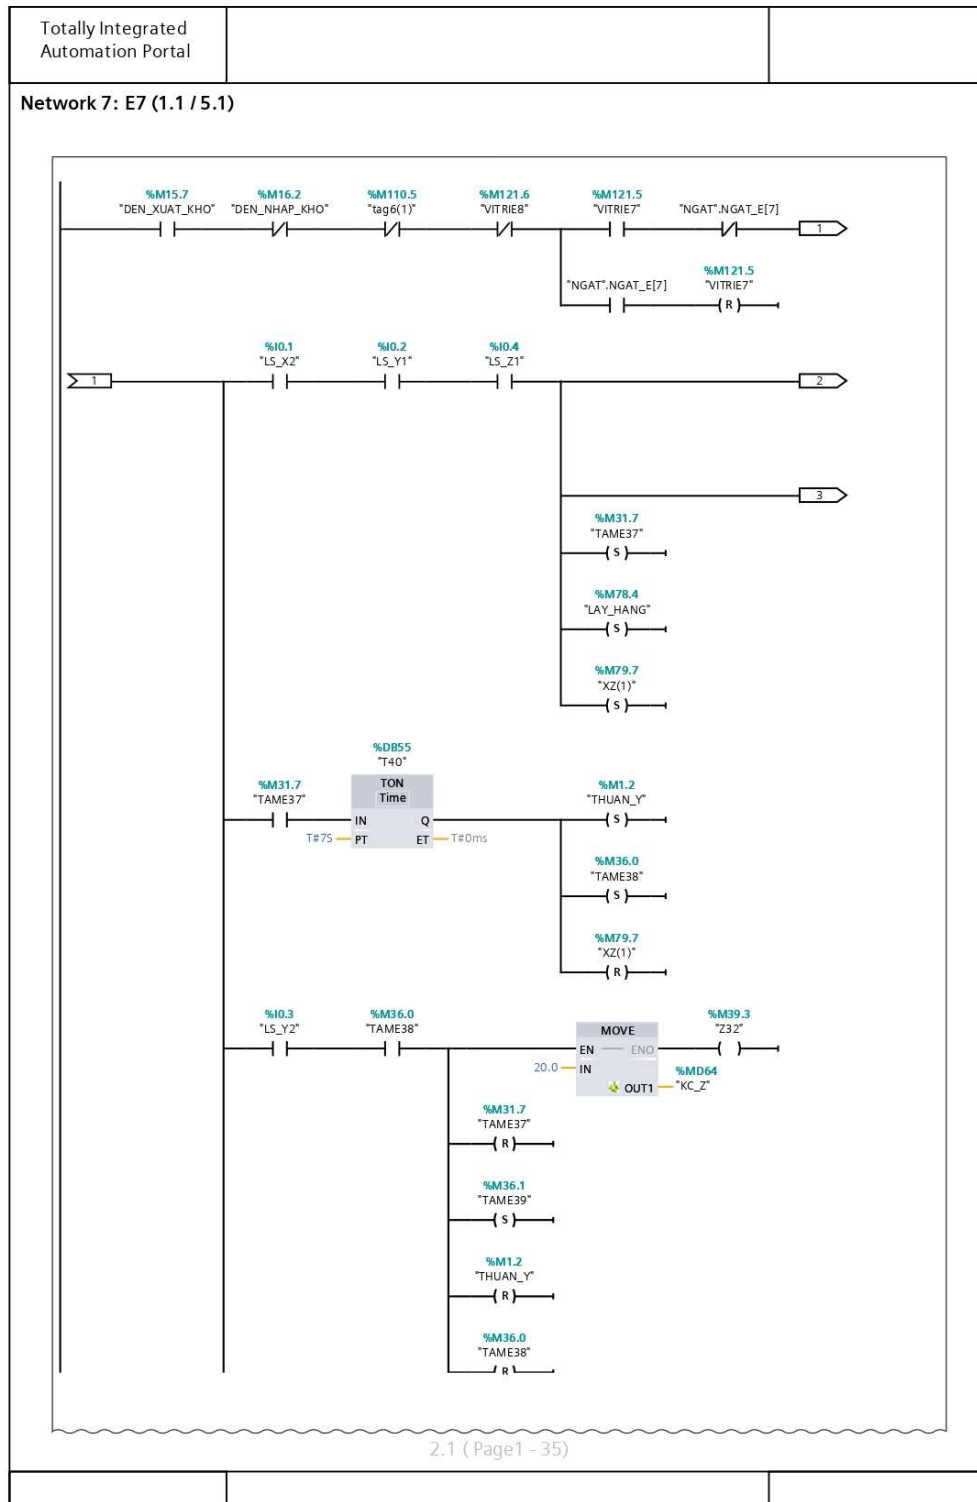 Totally Integrated
Automation Portal
Network 7: E7 (1.1 / 5.1)
%M15.7 %M16.2 %M110.5 %M121.6 %M121.5
"DEN_XUAT_KHO" "DEN_NHAP_KHO" "tag6(1)" "VITRIE8" "VITRIE7" "NGAT".NGAT_E[7]
1
%M121.5
"NGAT".NGAT_E[7] "VITRIE7"
R
%I0.1 %I0.2 %I0.4
"LS_X2" "LS_Y1" "LS_Z1"
1 2
3
%M31.7
"TAME37"
S
%M78.4
"LAY_HANG"
S
%M79.7
"XZ(1)"
S
%DB55
"T40"
%M31.7 TON %M1.2
"TAME37" Time "THUAN_Y"
IN Q S
T#7S PT ET T#0ms
%M36.0
"TAME38"
S
%M79.7
"XZ(1)"
R
%I0.3 %M36.0 %M39.3
"LS_Y2" "TAME38" MOVE "Z32"
EN ENO
20.0 IN %MD64
OUT1 "KC_Z"
%M31.7
"TAME37"
R
%M36.1
"TAME39"
S
%M1.2
"THUAN_Y"
R
%M36.0
"TAME38"
R
2.1 ( Page1 - 35)